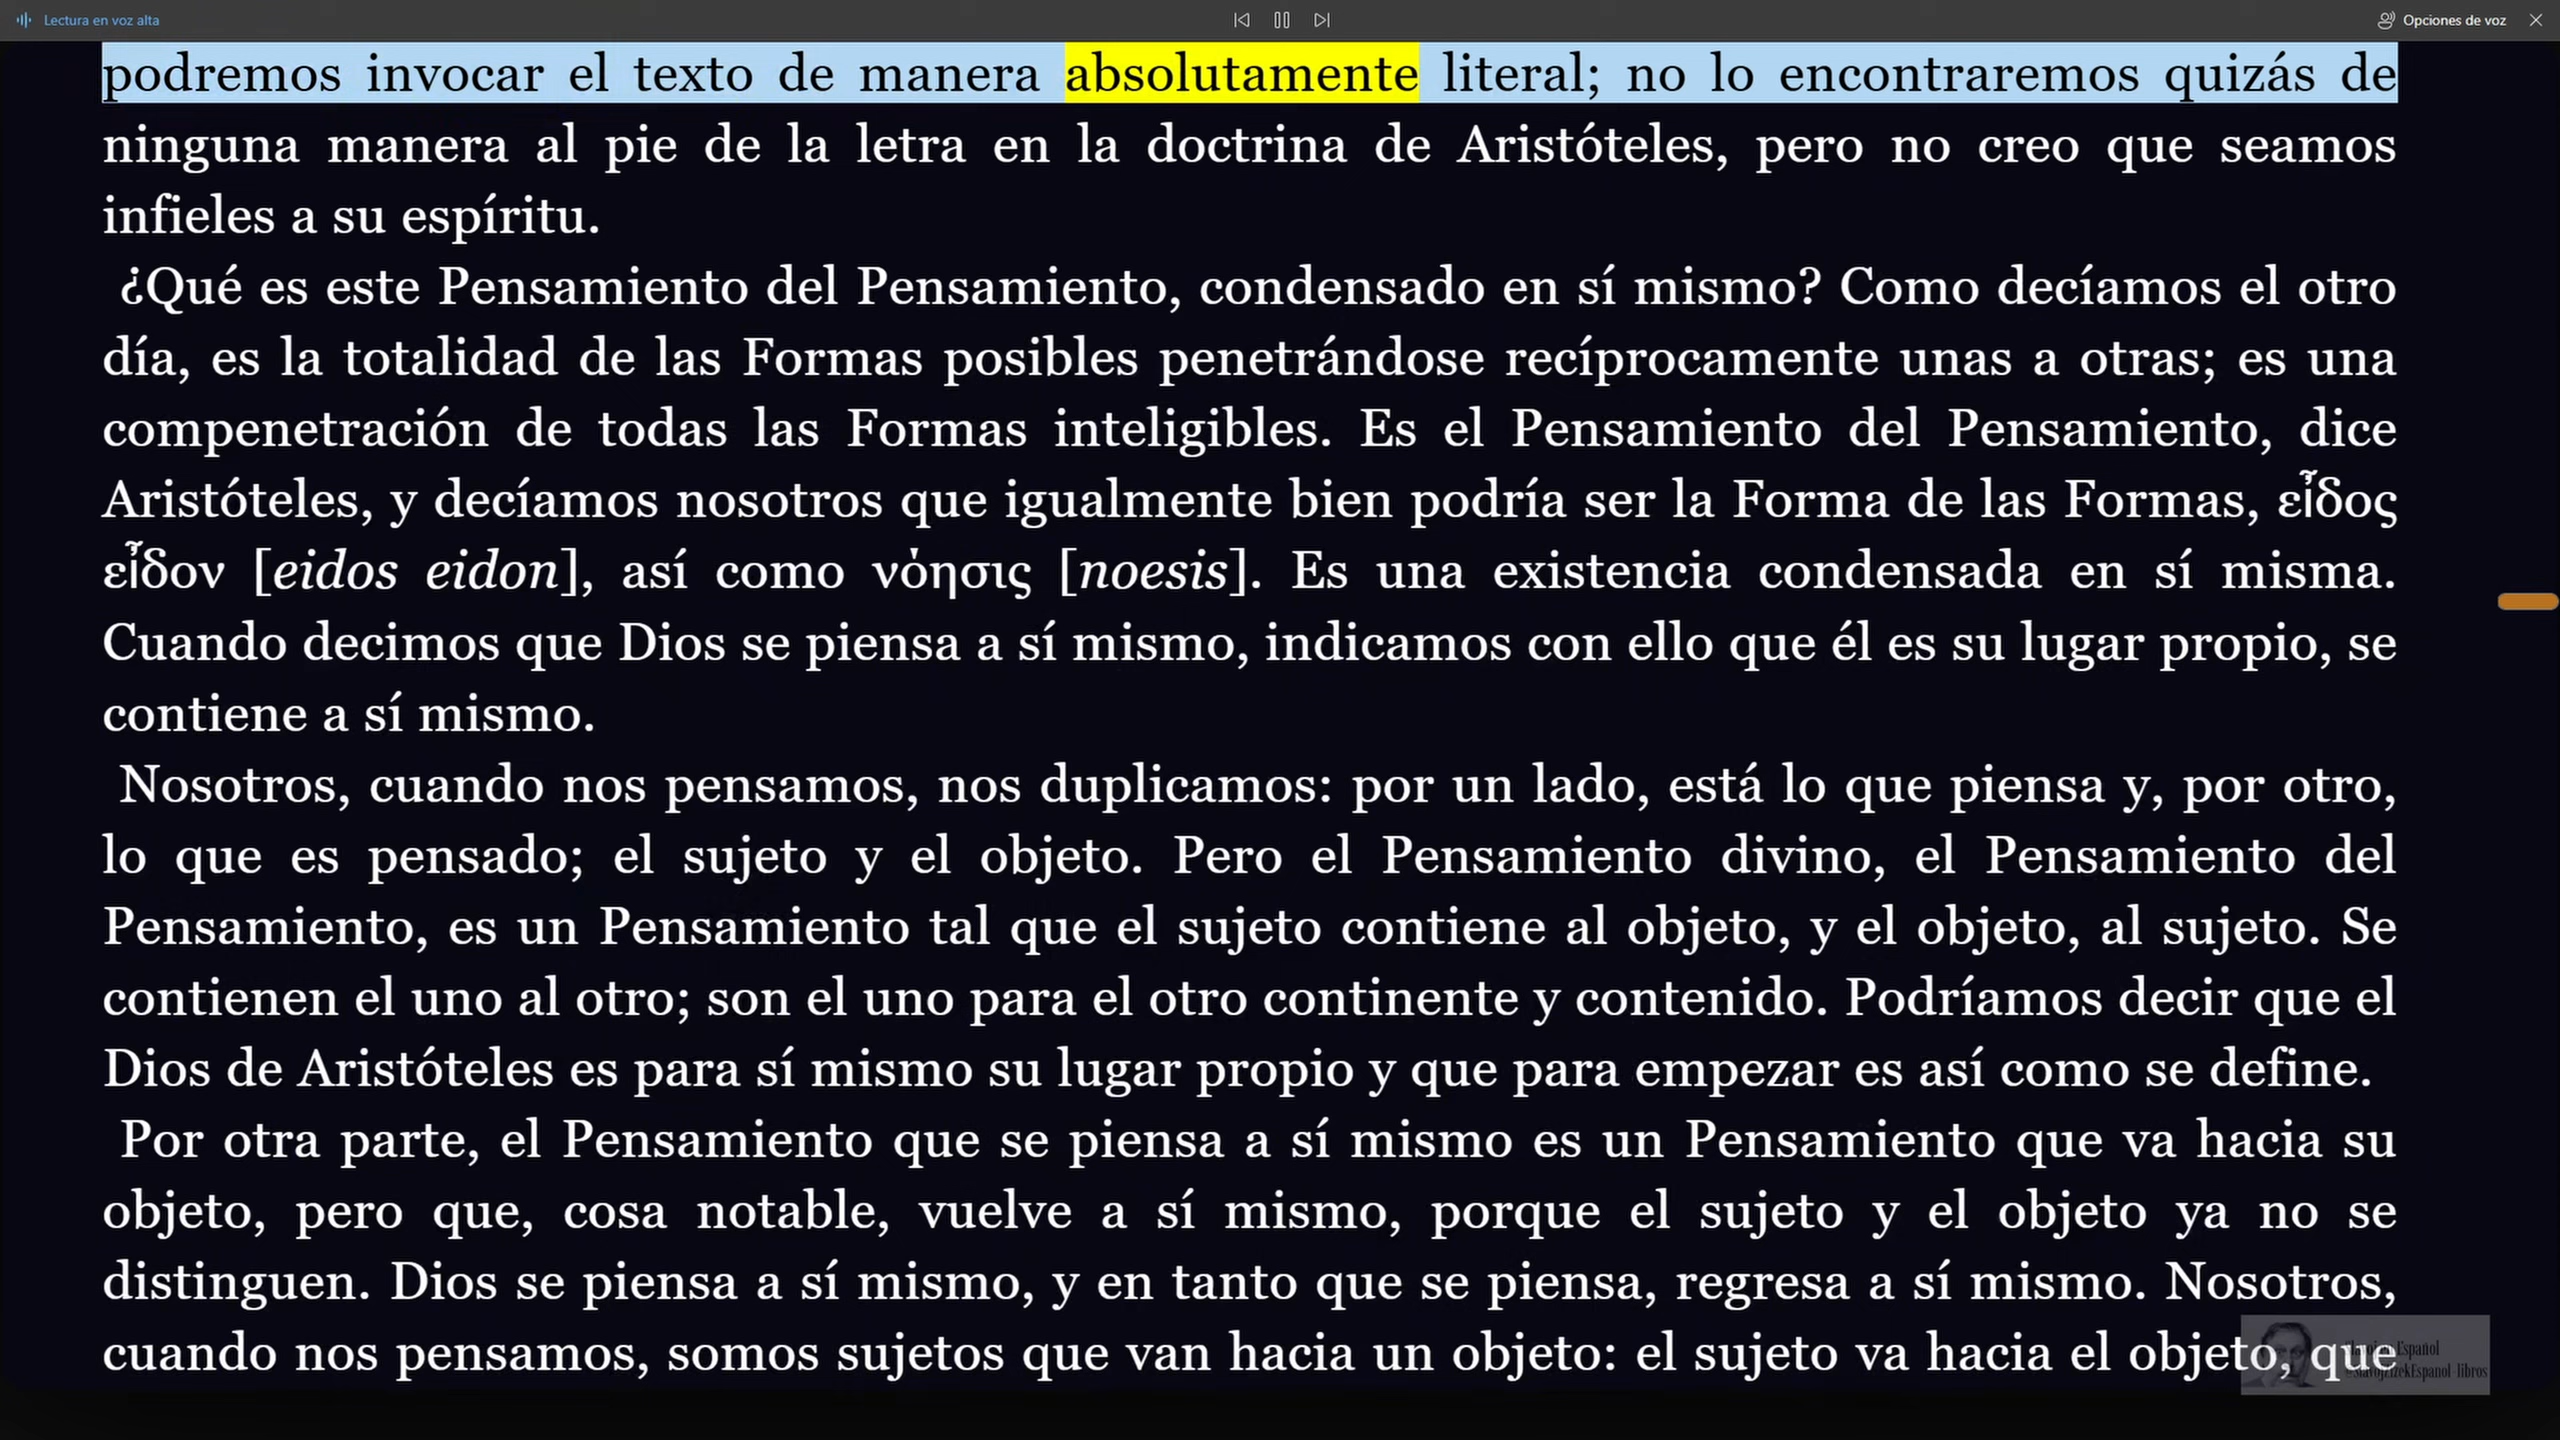 Lectura en voz alta
Opciones de voz
podremos invocar el texto de manera absolutamente literal; no lo encontraremos quizás de
ninguna manera al pie de la letra en la doctrina de Aristóteles, pero no creo que seamos
infieles a su espíritu.
¿Qué es este Pensamiento del Pensamiento, condensado en sí mismo? Como decíamos el otro
día, es la totalidad de las Formas posibles penetrándose recíprocamente unas a otras; es una
compenetración de todas las Formas inteligibles. Es el Pensamiento del Pensamiento, dice
Aristóteles, y decíamos nosotros que igualmente bien podría ser la Forma de las Formas, εἶδος
εἶδον [eidos eidon], así como νόησις [noesis]. Es una existencia condensada en sí misma.
Cuando decimos que Dios se piensa a sí mismo, indicamos con ello que él es su lugar propio, se
contiene a sí mismo.
Nosotros, cuando nos pensamos, nos duplicamos: por un lado, está lo que piensa y, por otro,
lo que es pensado; el sujeto y el objeto. Pero el Pensamiento divino, el Pensamiento del
Pensamiento, es un Pensamiento tal que el sujeto contiene al objeto, y el objeto, al sujeto. Se
contienen el uno al otro; son el uno para el otro continente y contenido. Podríamos decir que el
Dios de Aristóteles es para sí mismo su lugar propio y que para empezar es así como se define.
Por otra parte, el Pensamiento que se piensa a sí mismo es un Pensamiento que va hacia su
objeto, pero que, cosa notable, vuelve a sí mismo, porque el sujeto y el objeto ya no se
distinguen. Dios se piensa a sí mismo, y en tanto que se piensa, regresa a sí mismo. Nosotros,
cuando nos pensamos, somos sujetos que van hacia un objeto: el sujeto va hacia el objeto, que
Español